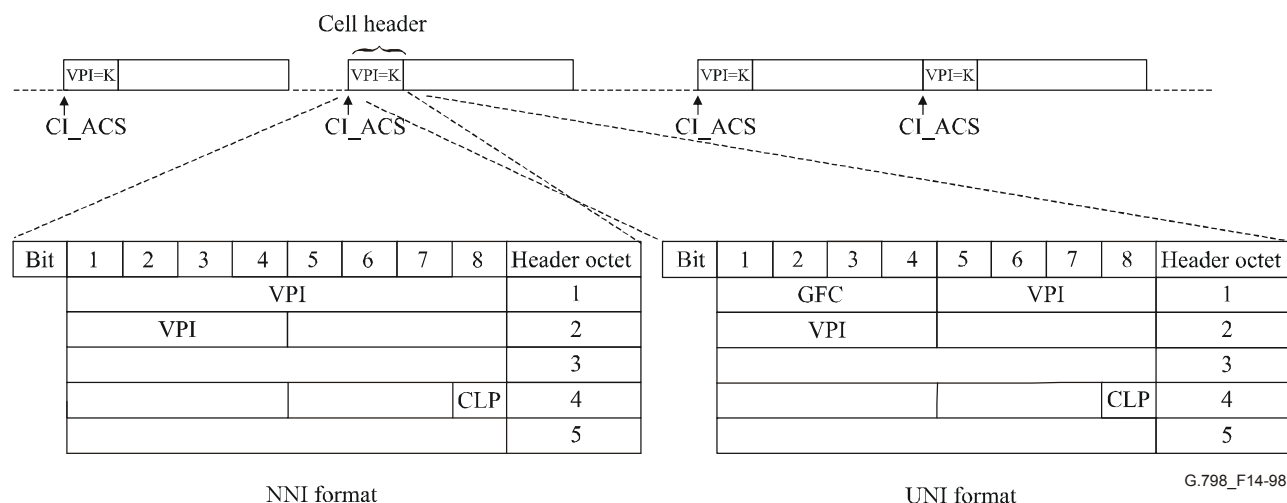 Cell header
VPI=K VPI=K VPI=K VPI=K
CI_ACS CI_ACS CI_ACS CI_ACS
Bit 1 2 3 4 5 6 7 8 Header octet
VPI 1
VPI 2
3
CLP 4
5
NNI format
Bit 1 2 3 4 5 6 7 8 Header octet
GFC VPI 1
VPI 2
3
CLP 4
5
UNI format
G.798_F14-98